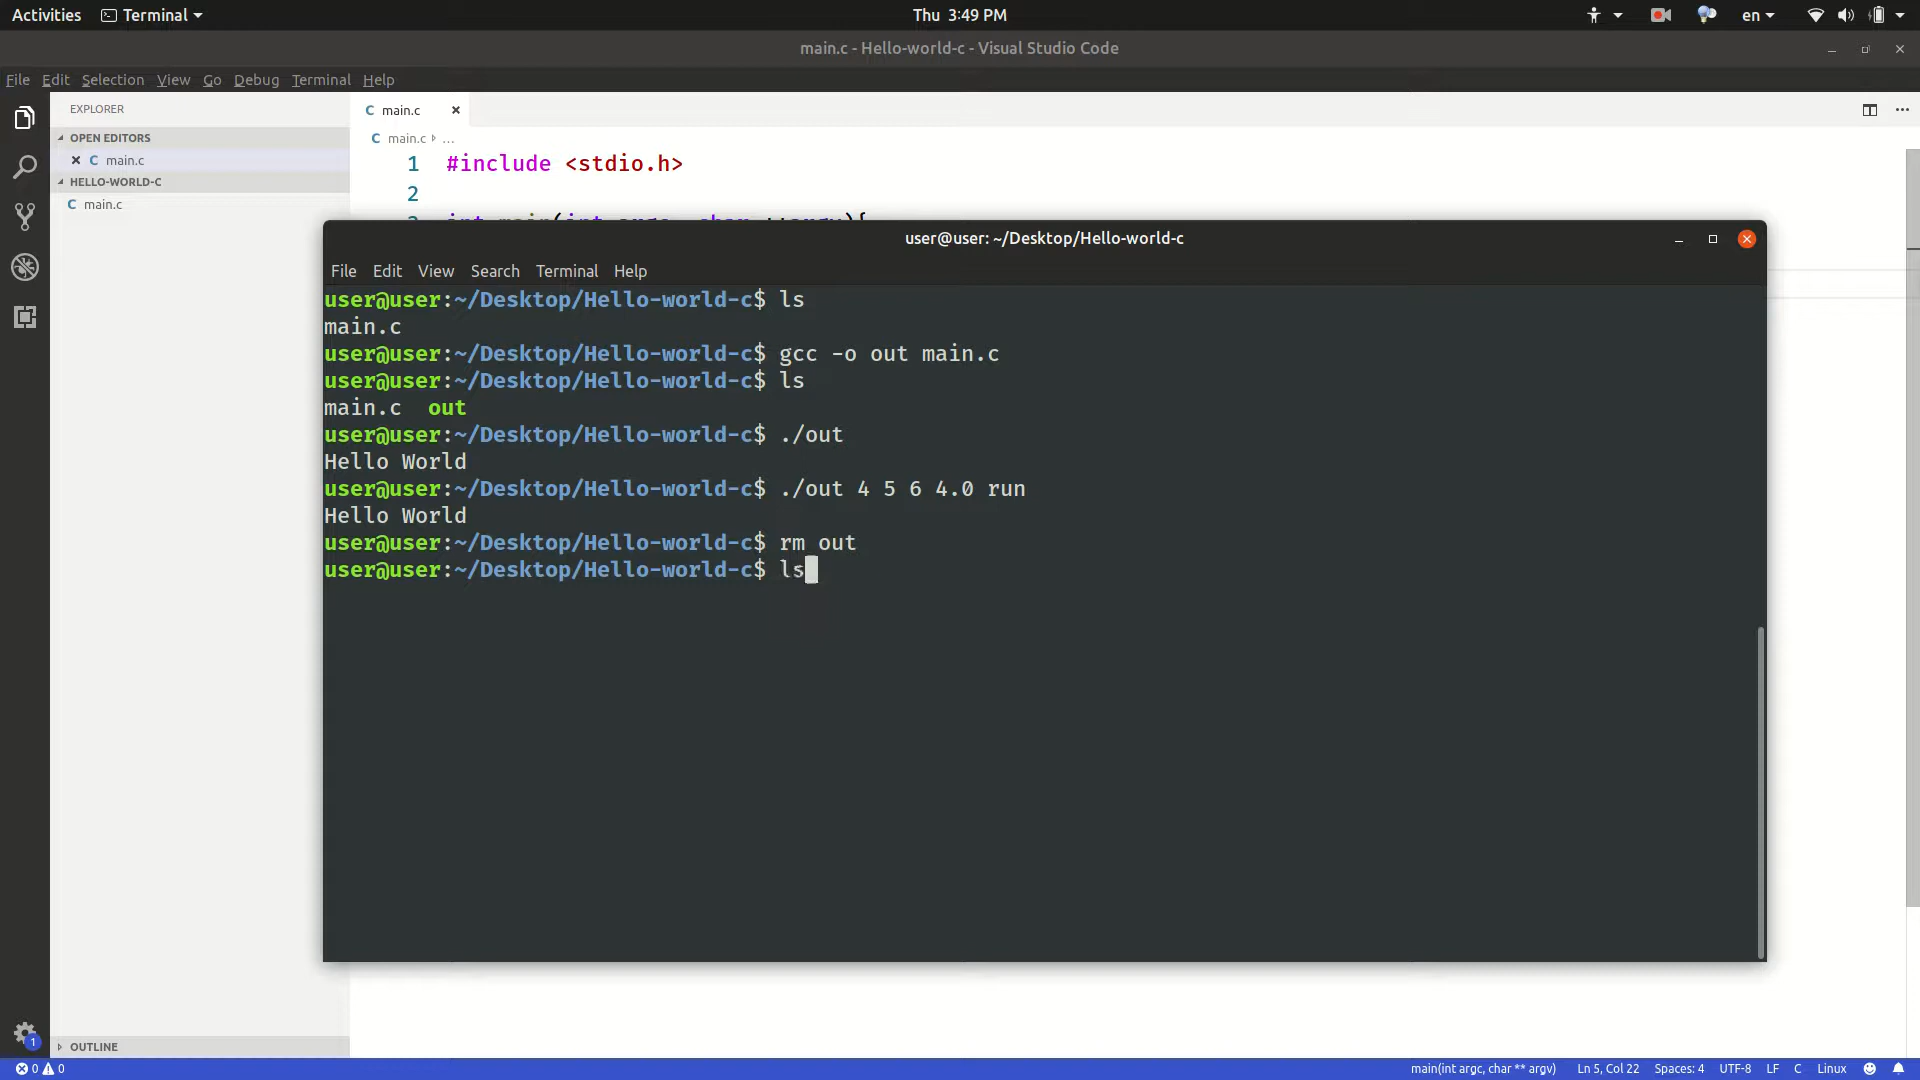 Activities Terminal Thu 3:49 PM en
main.c - Hello-world-c - Visual Studio Code
File Edit Selection View Go Debug Terminal Help
EXPLORER
OPEN EDITORS
main.c
HELLO-WORLD-C
main.c
OUTLINE
main.c
main.c ...
1 #include <stdio.h>
2
user@user: ~/Desktop/Hello-world-c
File Edit View Search Terminal Help
user@user:~/Desktop/Hello-world-c$ ls
main.c
user@user:~/Desktop/Hello-world-c$ gcc -o out main.c
user@user:~/Desktop/Hello-world-c$ ls
main.c out
user@user:~/Desktop/Hello-world-c$ ./out
Hello World
user@user:~/Desktop/Hello-world-c$ ./out 4 5 6 4.0 run
Hello World
user@user:~/Desktop/Hello-world-c$ rm out
user@user:~/Desktop/Hello-world-c$ ls
1
0 0 main(int argc, char ** argv) Ln 5, Col 22 Spaces: 4 UTF-8 LF C Linux